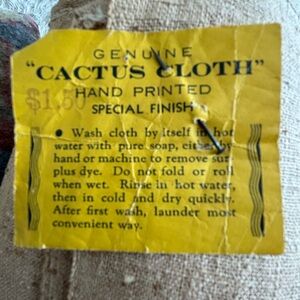 GENUINE
"CACTUS CLOTH"
HAND PRINTED
$1.50
SPECIAL FINISH
• Wash cloth by itself in hot
water with pure soap, either by
hand or machine to remove sur
plus dye. Do not fold or roll
when wet. Rinse in hot water,
then in cold and dry quickly.
After first wash, launder most
convenient way.